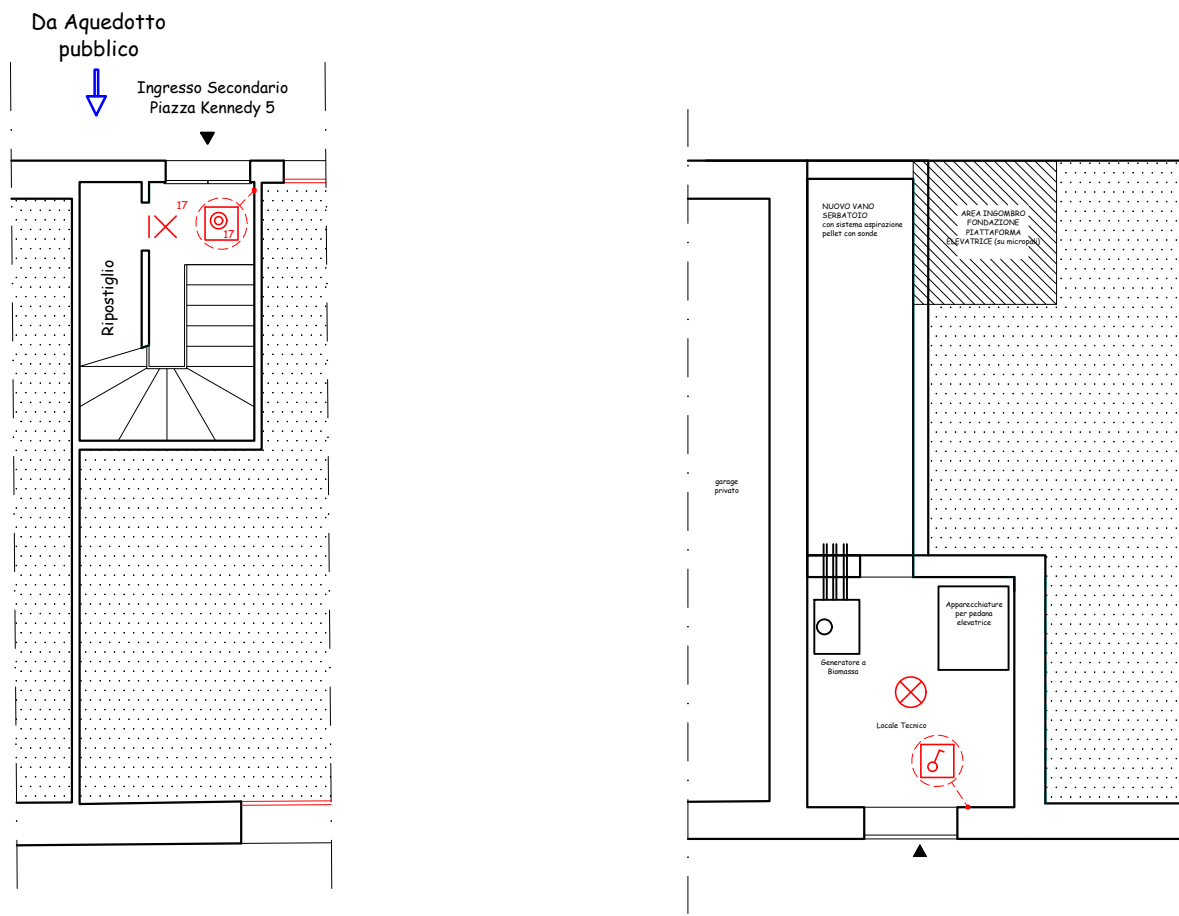 Da Aquedotto
pubblico
Ingresso Secondario
Piazza Kennedy 5
17
17
Ripostiglio
NUOVO VANO
SERBATOIO
con sistema aspirazione
pellet con sonde
AREA INGOMBRO
FONDAZIONE
PIATTAFORMA
ELEVATRICE (su micropali)
garage
privato
Apparecchiature
per pedana
elevatrice
Generatore a
Biomassa
Locale Tecnico